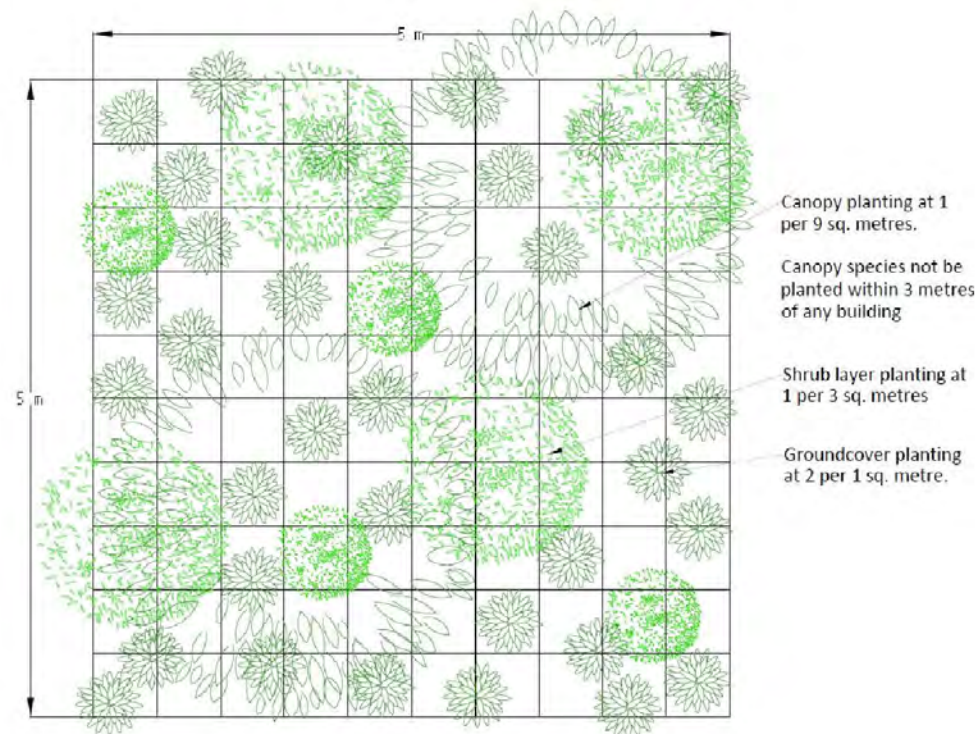 5 m
5 m
Canopy planting at 1
per 9 sq. metres.
Canopy species not be
planted within 3 metres
of any building
Shrub layer planting at
1 per 3 sq. metres
Groundcover planting
at 2 per 1 sq. metre.